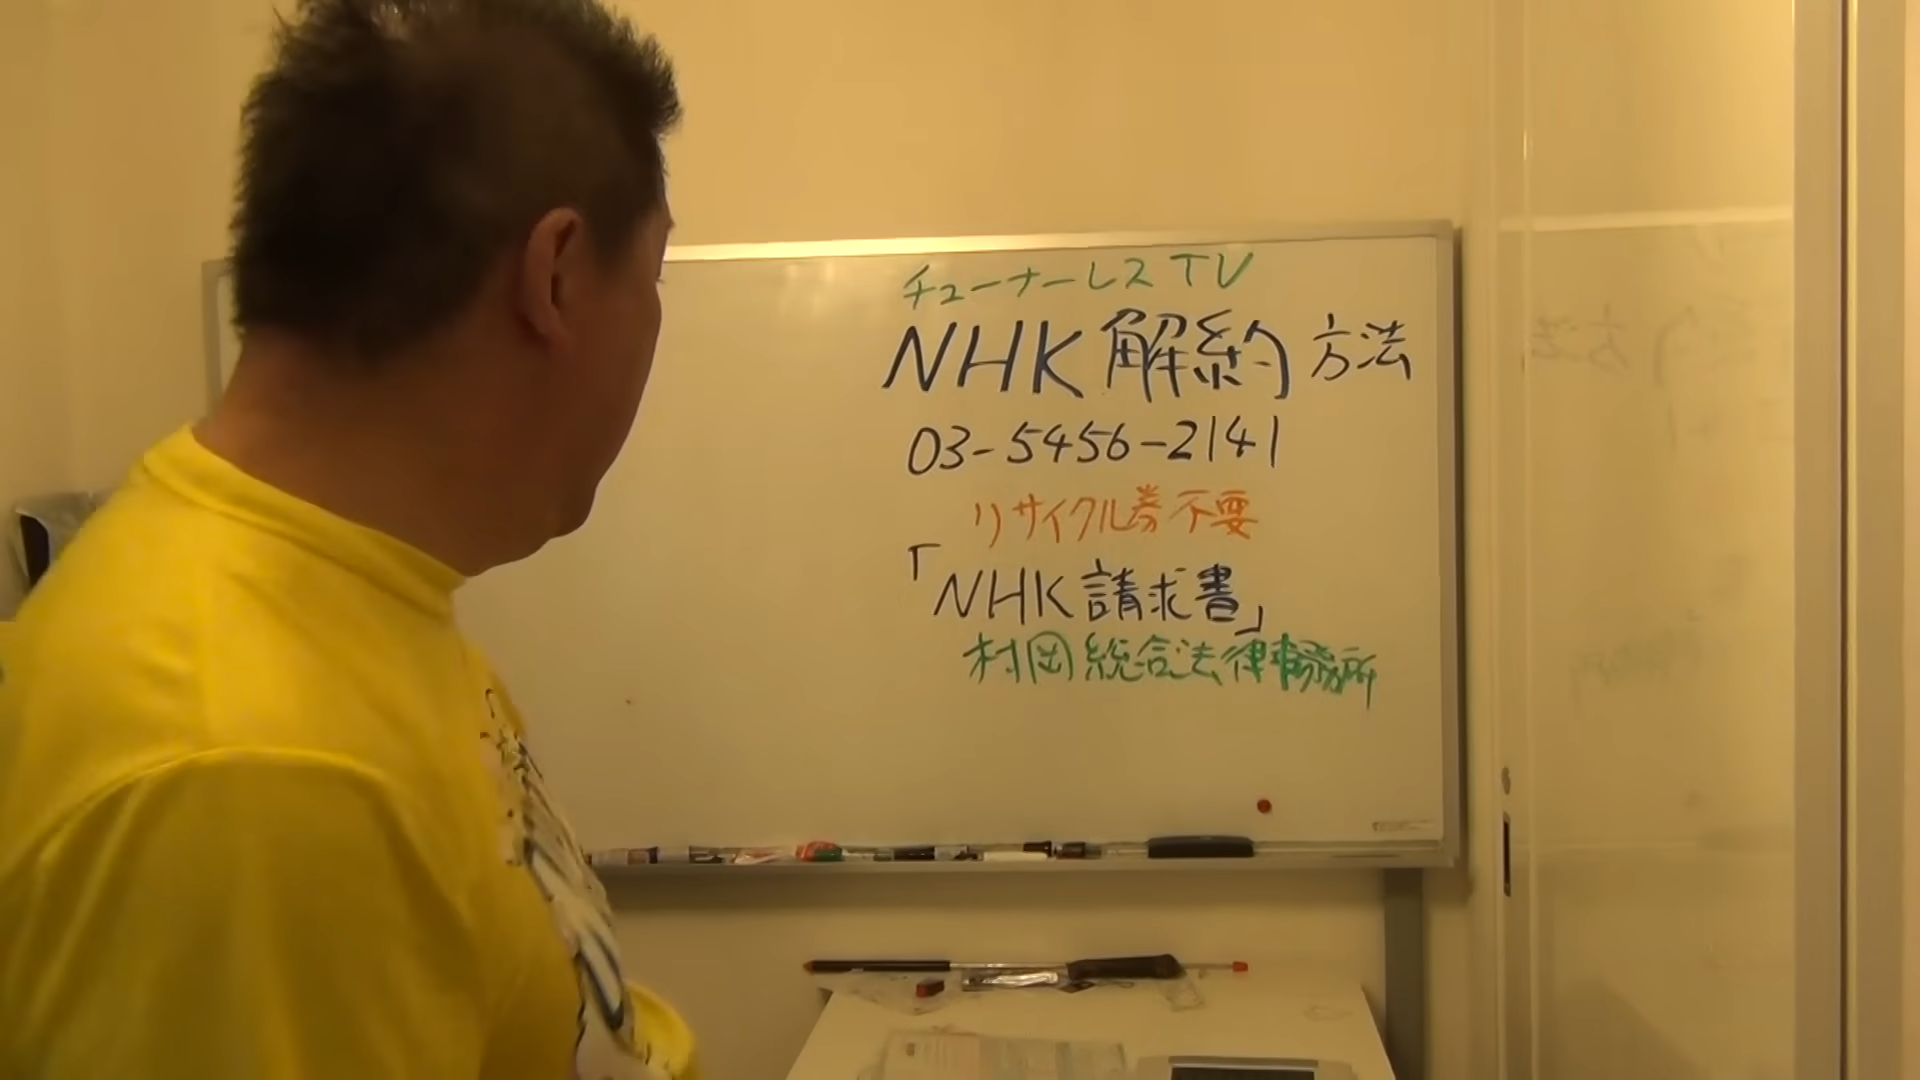 チューナーレスTV
NHK解約方法
03-5456-2141
リサイクル券不要
「NHK請求書」
村岡総合法律事務所